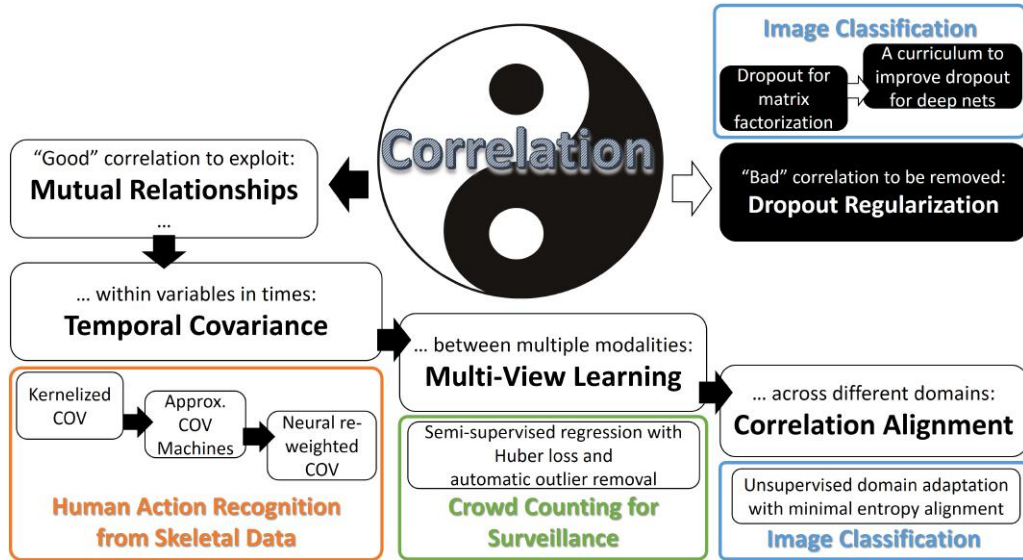 Correlation
Image Classification
Dropout for
matrix
factorization
A curriculum to
improve dropout
for deep nets
“Bad” correlation to be removed:
Dropout Regularization
“Good” correlation to exploit:
Mutual Relationships
...
... within variables in times:
Temporal Covariance
Kernelized
COV
Approx.
COV
Machines
Neural re-
weighted
COV
Human Action Recognition
from Skeletal Data
... between multiple modalities:
Multi-View Learning
Semi-supervised regression with
Huber loss and
automatic outlier removal
Crowd Counting for
Surveillance
... across different domains:
Correlation Alignment
Unsupervised domain adaptation
with minimal entropy alignment
Image Classification